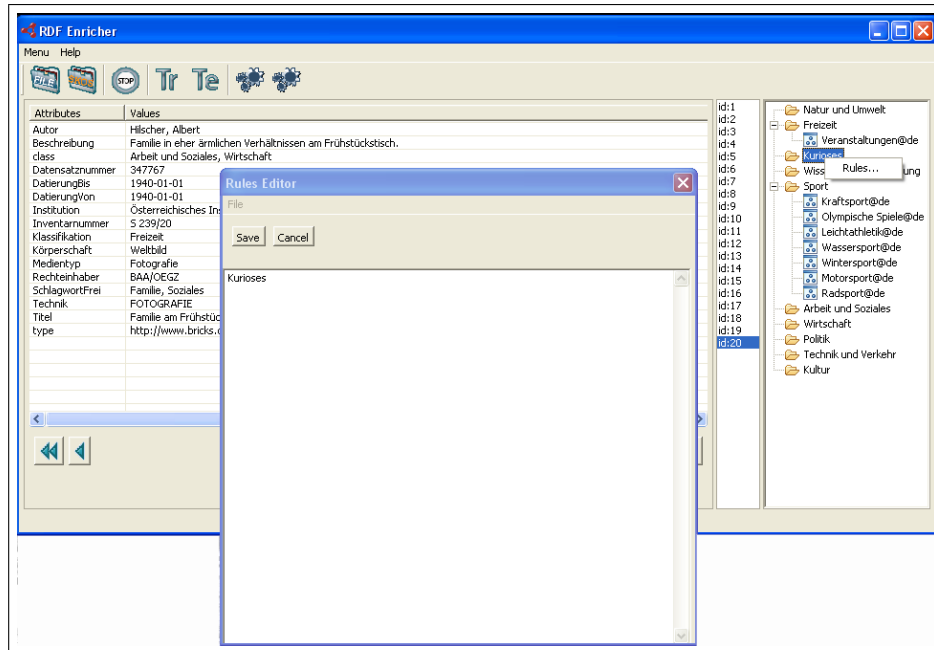 RDF Enricher
Menu Help
FILE
STOP Tr Te
Attributes Values
Autor Hilscher, Albert
Beschreibung Familie in eher ärmlichen Verhältnissen am Frühstückstisch.
class Arbeit und Soziales, Wirtschaft
Datensatznummer 347767
DatierungBis 1940-01-01
DatierungVon 1940-01-01
Institution Österreichisches Ins
Inventarnummer S 239/20
Klassifikation Freizeit
Körperschaft Weltbild
Medientyp Fotografie
Rechteinhaber BAA/OEGZ
SchlagwortFrei Familie, Soziales
Technik FOTOGRAFIE
Titel Familie am Frühstüc
type http://www.bricks.c
Rules Editor
File
Save Cancel
Kurioses
id:1
id:2
id:3
id:4
id:5
id:6
id:7
id:8
id:9
id:10
id:11
id:12
id:13
id:14
id:15
id:16
id:17
id:18
id:19
id:20
Natur und Umwelt
Freizeit
Veranstaltungen@de
Kurioses
Rules...
Wiss ung
Sport
Kraftsport@de
Olympische Spiele@de
Leichtathletik@de
Wassersport@de
Wintersport@de
Motorsport@de
Radsport@de
Arbeit und Soziales
Wirtschaft
Politik
Technik und Verkehr
Kultur